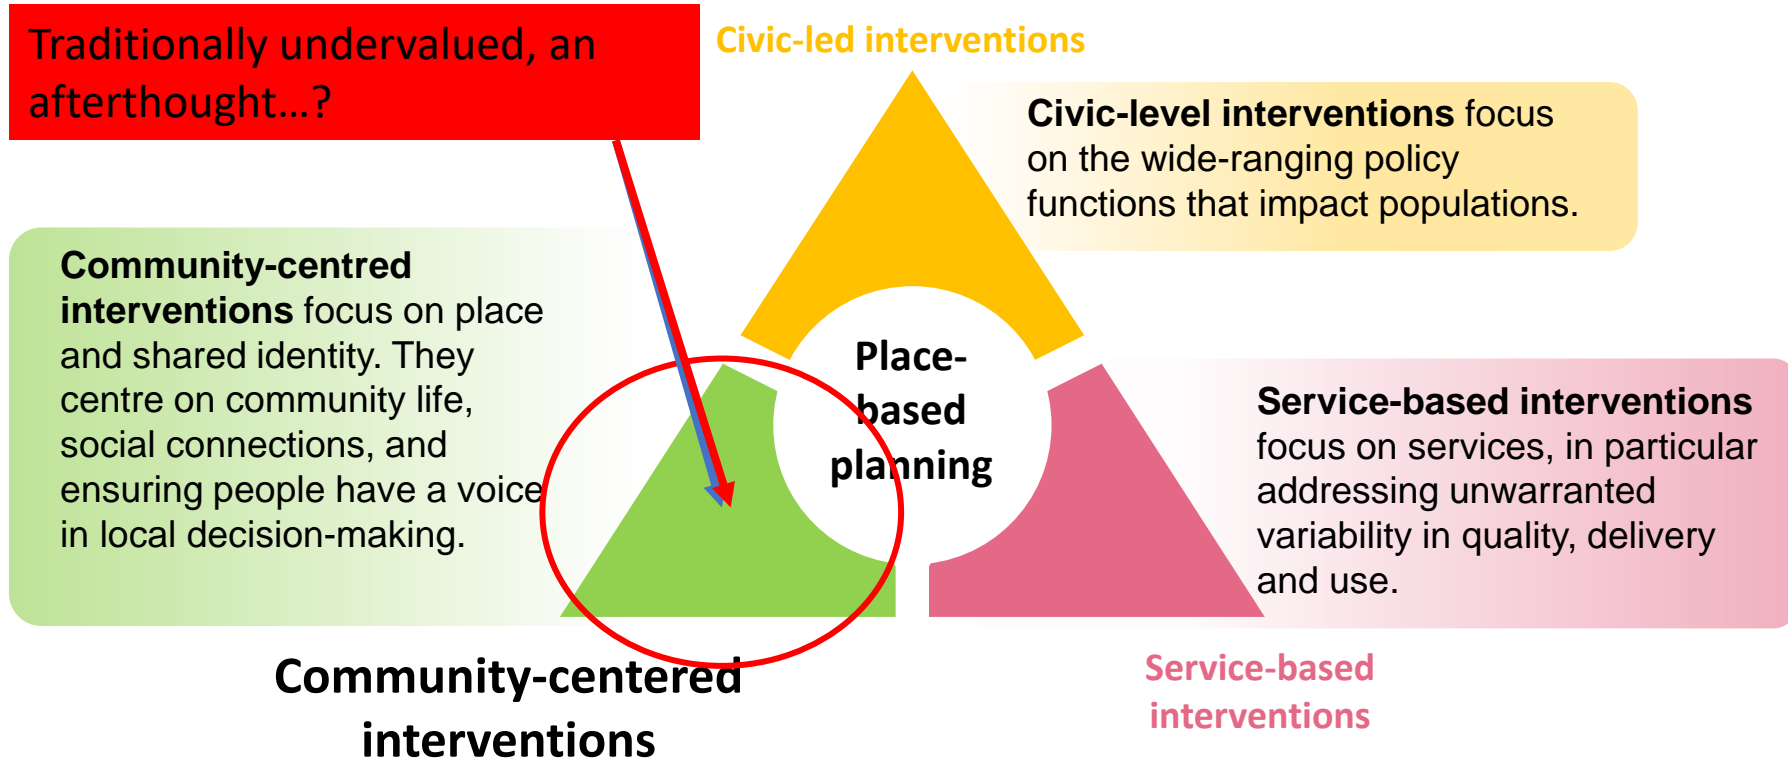 Traditionally undervalued, an
afterthought...?
Civic-led interventions
Civic-level interventions focus
on the wide-ranging policy
functions that impact populations.
Community-centred
interventions focus on place
and shared identity. They
centre on community life,
social connections, and
ensuring people have a voice
in local decision-making.
Place-
based
planning
Service-based interventions
focus on services, in particular
addressing unwarranted
variability in quality, delivery
and use.
Community-centered
interventions
Service-based
interventions